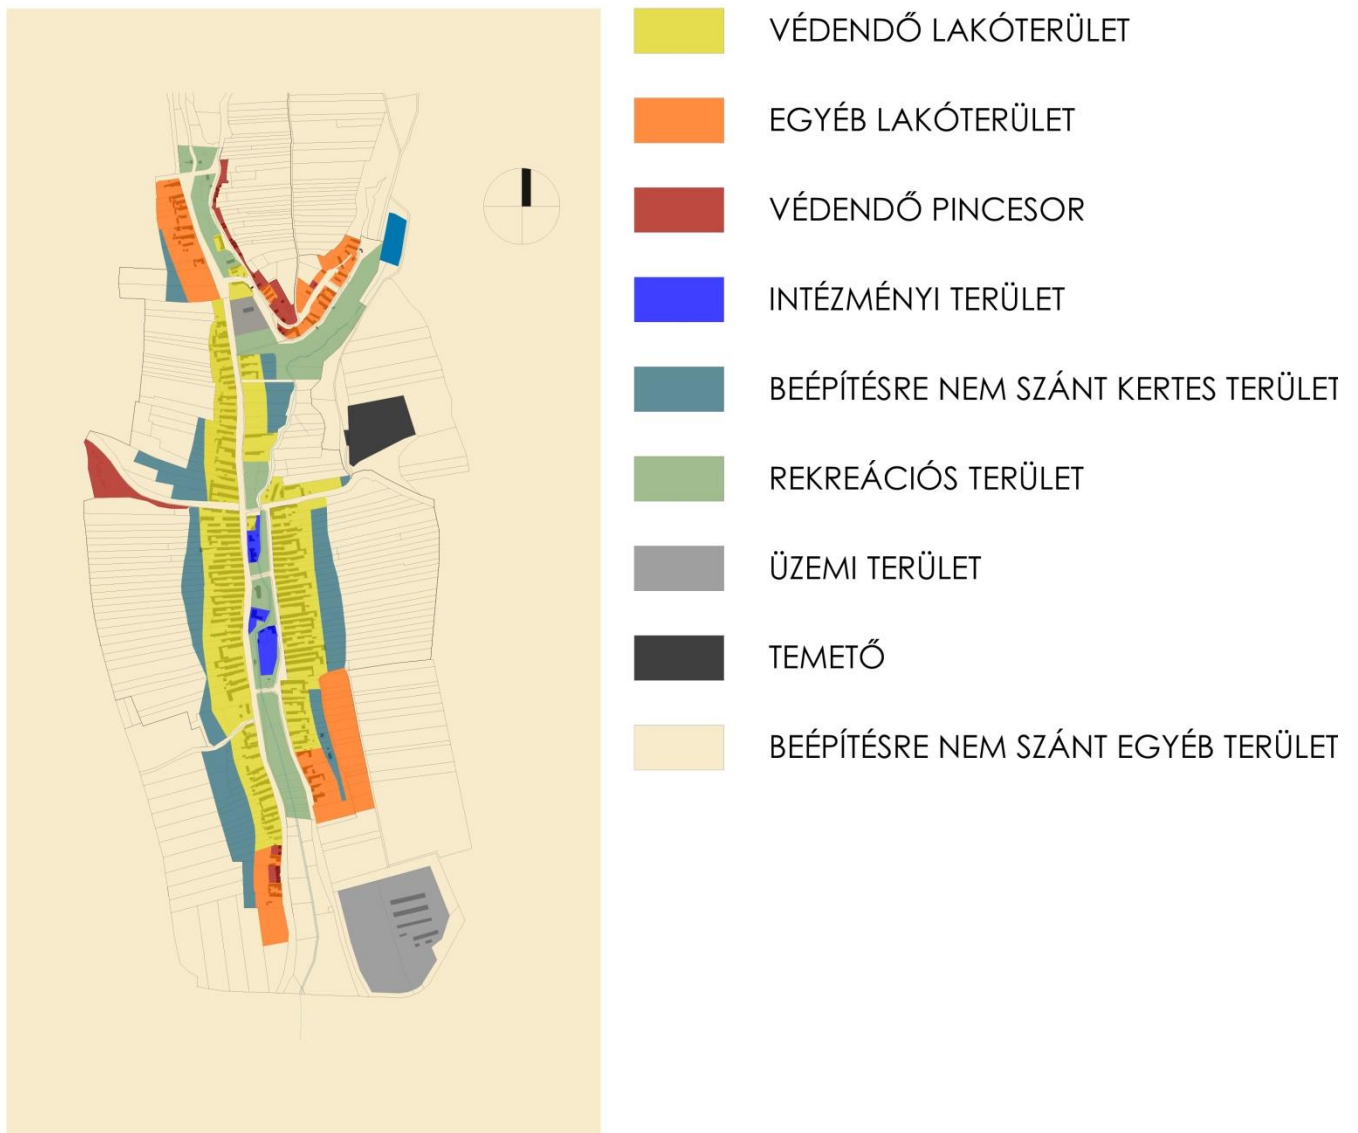 VÉDENDŐ LAKÓTERÜLET
EGYÉB LAKÓTERÜLET
VÉDENDŐ PINCESOR
INTÉZMÉNYI TERÜLET
BEÉPÍTÉSRE NEM SZÁNT KERTES TERÜLET
REKREÁCIÓS TERÜLET
ÜZEMI TERÜLET
TEMETŐ
BEÉPÍTÉSRE NEM SZÁNT EGYÉB TERÜLET